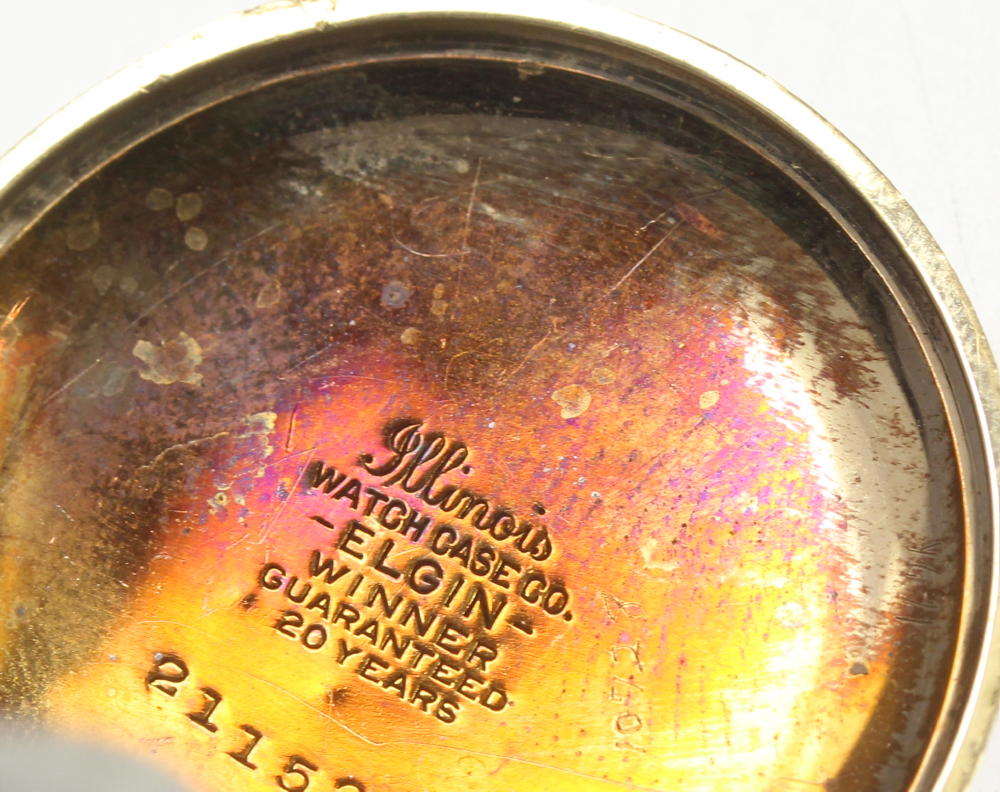 Illinois
WATCH CASE CO.
- ELGIN -
WINNER
GUARANTEED
20 YEARS